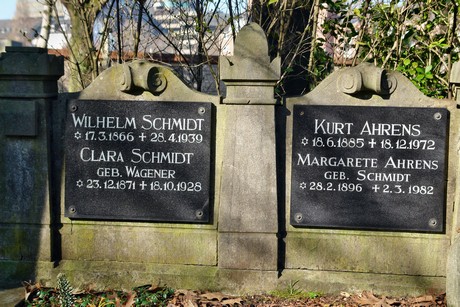 WILHELM SCHMIDT
✡ 17.3.1866 + 28.4.1939
CLARA SCHMIDT
GEB. WAGENER
✡ 23.12.1871 + 18.10.1928
KURT AHRENS
✡ 18.6.1885 + 18.12.1972
MARGARETE AHRENS
GEB. SCHMIDT
✡ 28.2.1896 + 2.3.1982